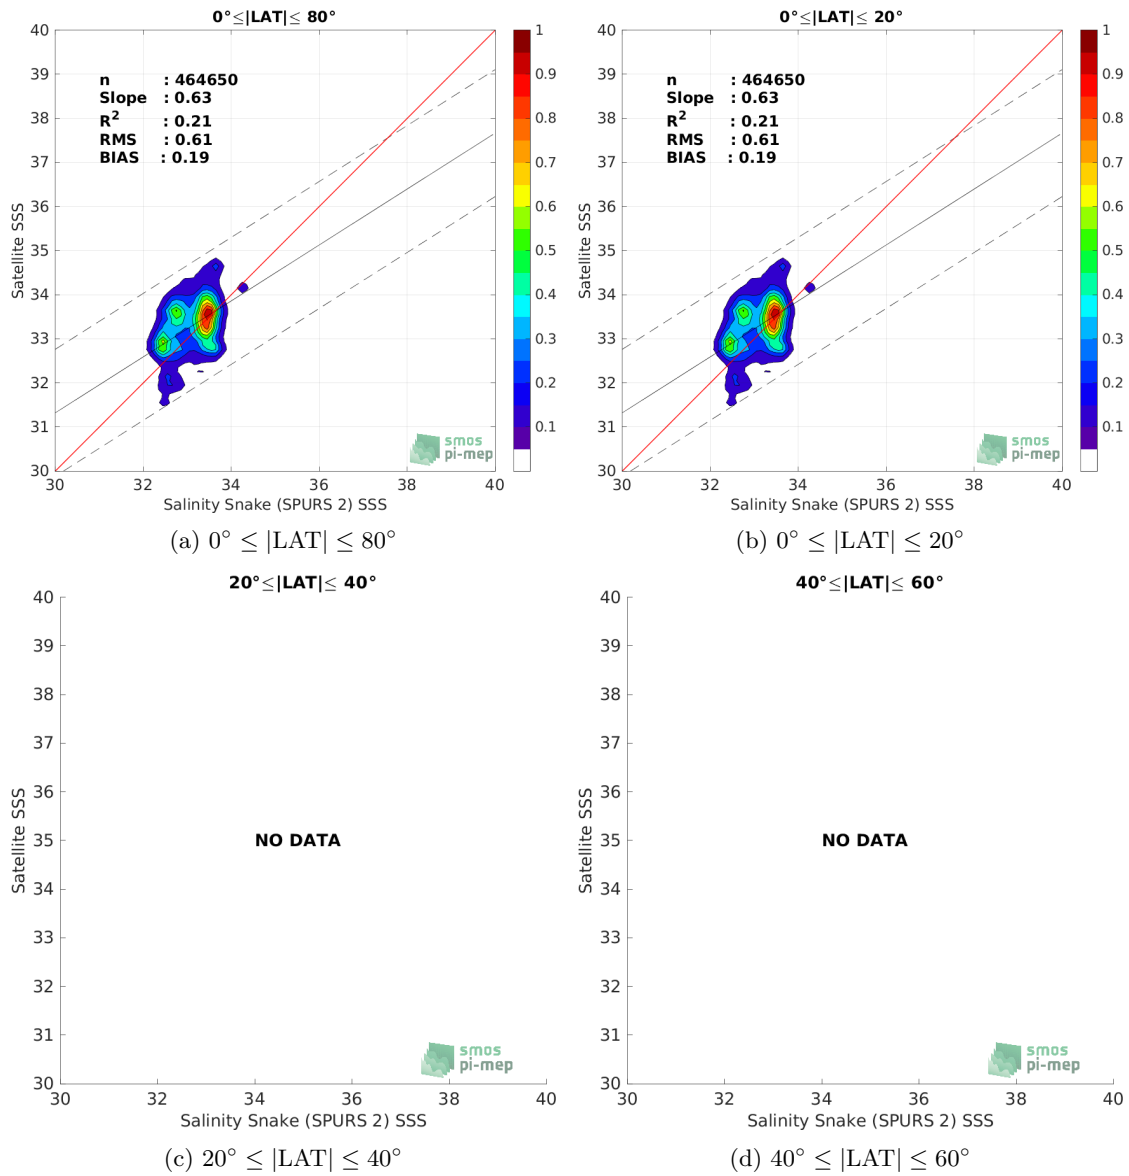 0°≤|LAT|≤ 80°
n : 464650
Slope : 0.63
R² : 0.21
RMS : 0.61
BIAS : 0.19
40
39
38
37
36
35
34
33
32
31
30
30 32 34 36 38 40
Satellite SSS
Salinity Snake (SPURS 2) SSS
1
0.9
0.8
0.7
0.6
0.5
0.4
0.3
0.2
0.1
smos
pi-mep
(a) 0° ≤ |LAT| ≤ 80°
0°≤|LAT|≤ 20°
n : 464650
Slope : 0.63
R² : 0.21
RMS : 0.61
BIAS : 0.19
40
39
38
37
36
35
34
33
32
31
30
30 32 34 36 38 40
Satellite SSS
Salinity Snake (SPURS 2) SSS
1
0.9
0.8
0.7
0.6
0.5
0.4
0.3
0.2
0.1
smos
pi-mep
(b) 0° ≤ |LAT| ≤ 20°
20°≤|LAT|≤ 40°
40
39
38
37
36
35
34
33
32
31
30
30 32 34 36 38 40
Satellite SSS
NO DATA
Salinity Snake (SPURS 2) SSS
smos
pi-mep
(c) 20° ≤ |LAT| ≤ 40°
40°≤|LAT|≤ 60°
40
39
38
37
36
35
34
33
32
31
30
30 32 34 36 38 40
Satellite SSS
NO DATA
Salinity Snake (SPURS 2) SSS
smos
pi-mep
(d) 40° ≤ |LAT| ≤ 60°